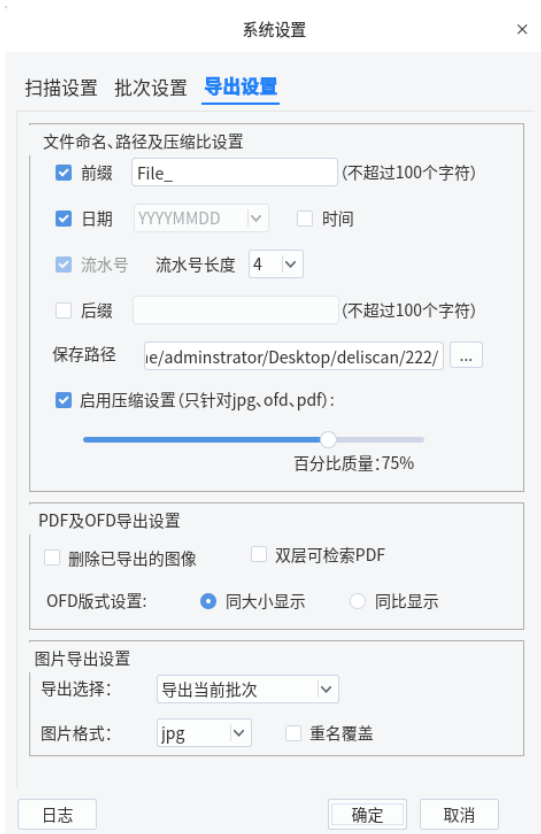 系统设置
扫描设置 批次设置 导出设置
文件命名、路径及压缩比设置
前缀 File_ (不超过100个字符)
日期 YYYYMMDD 时间
流水号 流水号长度 4
后缀 (不超过100个字符)
保存路径 ıe/adminstrator/Desktop/deliscan/222/ ...
启用压缩设置(只针对jpg、ofd、pdf):
百分比质量:75%
PDF及OFD导出设置
删除已导出的图像 双层可检索PDF
OFD版式设置: 同大小显示 同比显示
图片导出设置
导出选择: 导出当前批次
图片格式: jpg 重名覆盖
日志 确定 取消